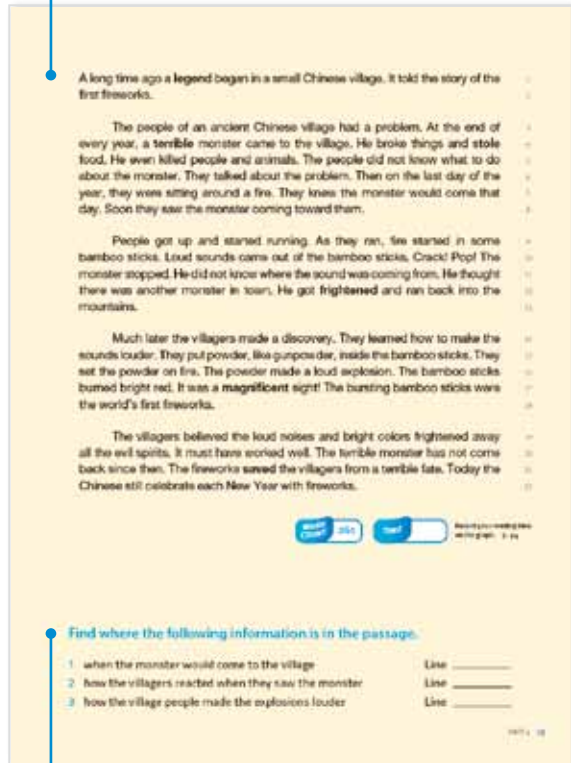 A long time ago a legend began in a small Chinese village. It told the story of the
first fireworks.
The people of an ancient Chinese village had a problem. At the end of
every year, a terrible monster came to the village. He broke things and stole
food. He even killed people and animals. The people did not know what to do
about the monster. They talked about the problem. Then on the last day of the
year, they were sitting around a fire. They knew the monster would come that
day. Soon they saw the monster coming toward them.
People got up and started running. As they ran, fire started in some
bamboo sticks. Loud sounds came out of the bamboo sticks. Crack! Pop! The
monster stopped. He did not know where the sound was coming from. He thought
there was another monster in town. He got frightened and ran back into the
mountains.
Much later the villagers made a discovery. They learned how to make the
sounds louder. They put powder, like gunpowder, inside the bamboo sticks. They
set the powder on fire. The powder made a loud explosion. The bamboo sticks
burned bright red. It was a magnificent sight! The bursting bamboo sticks were
the world's first fireworks.
The villagers believed the loud noises and bright colors frightened away
all the evil spirits. It must have worked well. The terrible monster has not come
back since then. The fireworks saved the villagers from a terrible fate. Today the
Chinese still celebrate each New Year with fireworks.
Find where the following information is in the passage.
1 when the monster would come to the village Line
2 how the villagers reacted when they saw the monster Line
3 how the village people made the explosions louder Line